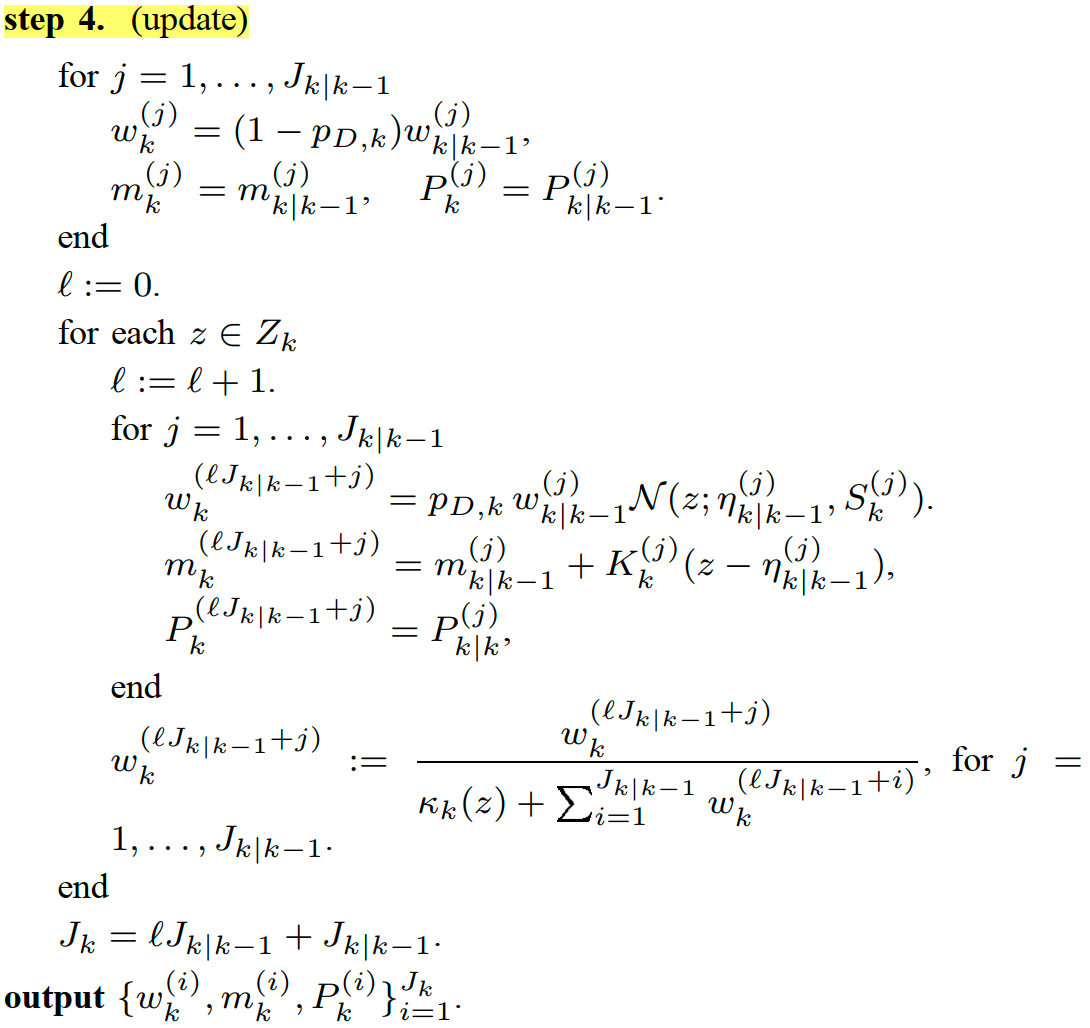 step 4. (update)
for j = 1, . . . , J_{k|k−1}
w_k^{(j)} = (1 − p_{D,k})w_{k|k−1}^{(j)},
m_k^{(j)} = m_{k|k−1}^{(j)}, P_k^{(j)} = P_{k|k−1}^{(j)}.
end
ℓ := 0.
for each z ∈ Z_k
ℓ := ℓ + 1.
for j = 1, . . . , J_{k|k−1}
w_k^{(ℓJ_{k|k−1}+j)} = p_{D,k} w_{k|k−1}^{(j)} 𝒩(z; η_{k|k−1}^{(j)}, S_k^{(j)}).
m_k^{(ℓJ_{k|k−1}+j)} = m_{k|k−1}^{(j)} + K_k^{(j)}(z − η_{k|k−1}^{(j)}),
P_k^{(ℓJ_{k|k−1}+j)} = P_{k|k}^{(j)},
end
w_k^{(ℓJ_{k|k−1}+j)} := \frac{w_k^{(ℓJ_{k|k−1}+j)}}{κ_k(z) + ∑_{i=1}^{J_{k|k−1}} w_k^{(ℓJ_{k|k−1}+i)}}, for j =
1, . . . , J_{k|k−1}.
end
J_k = ℓJ_{k|k−1} + J_{k|k−1}.
output {w_k^{(i)}, m_k^{(i)}, P_k^{(i)}}_{i=1}^{J_k}.